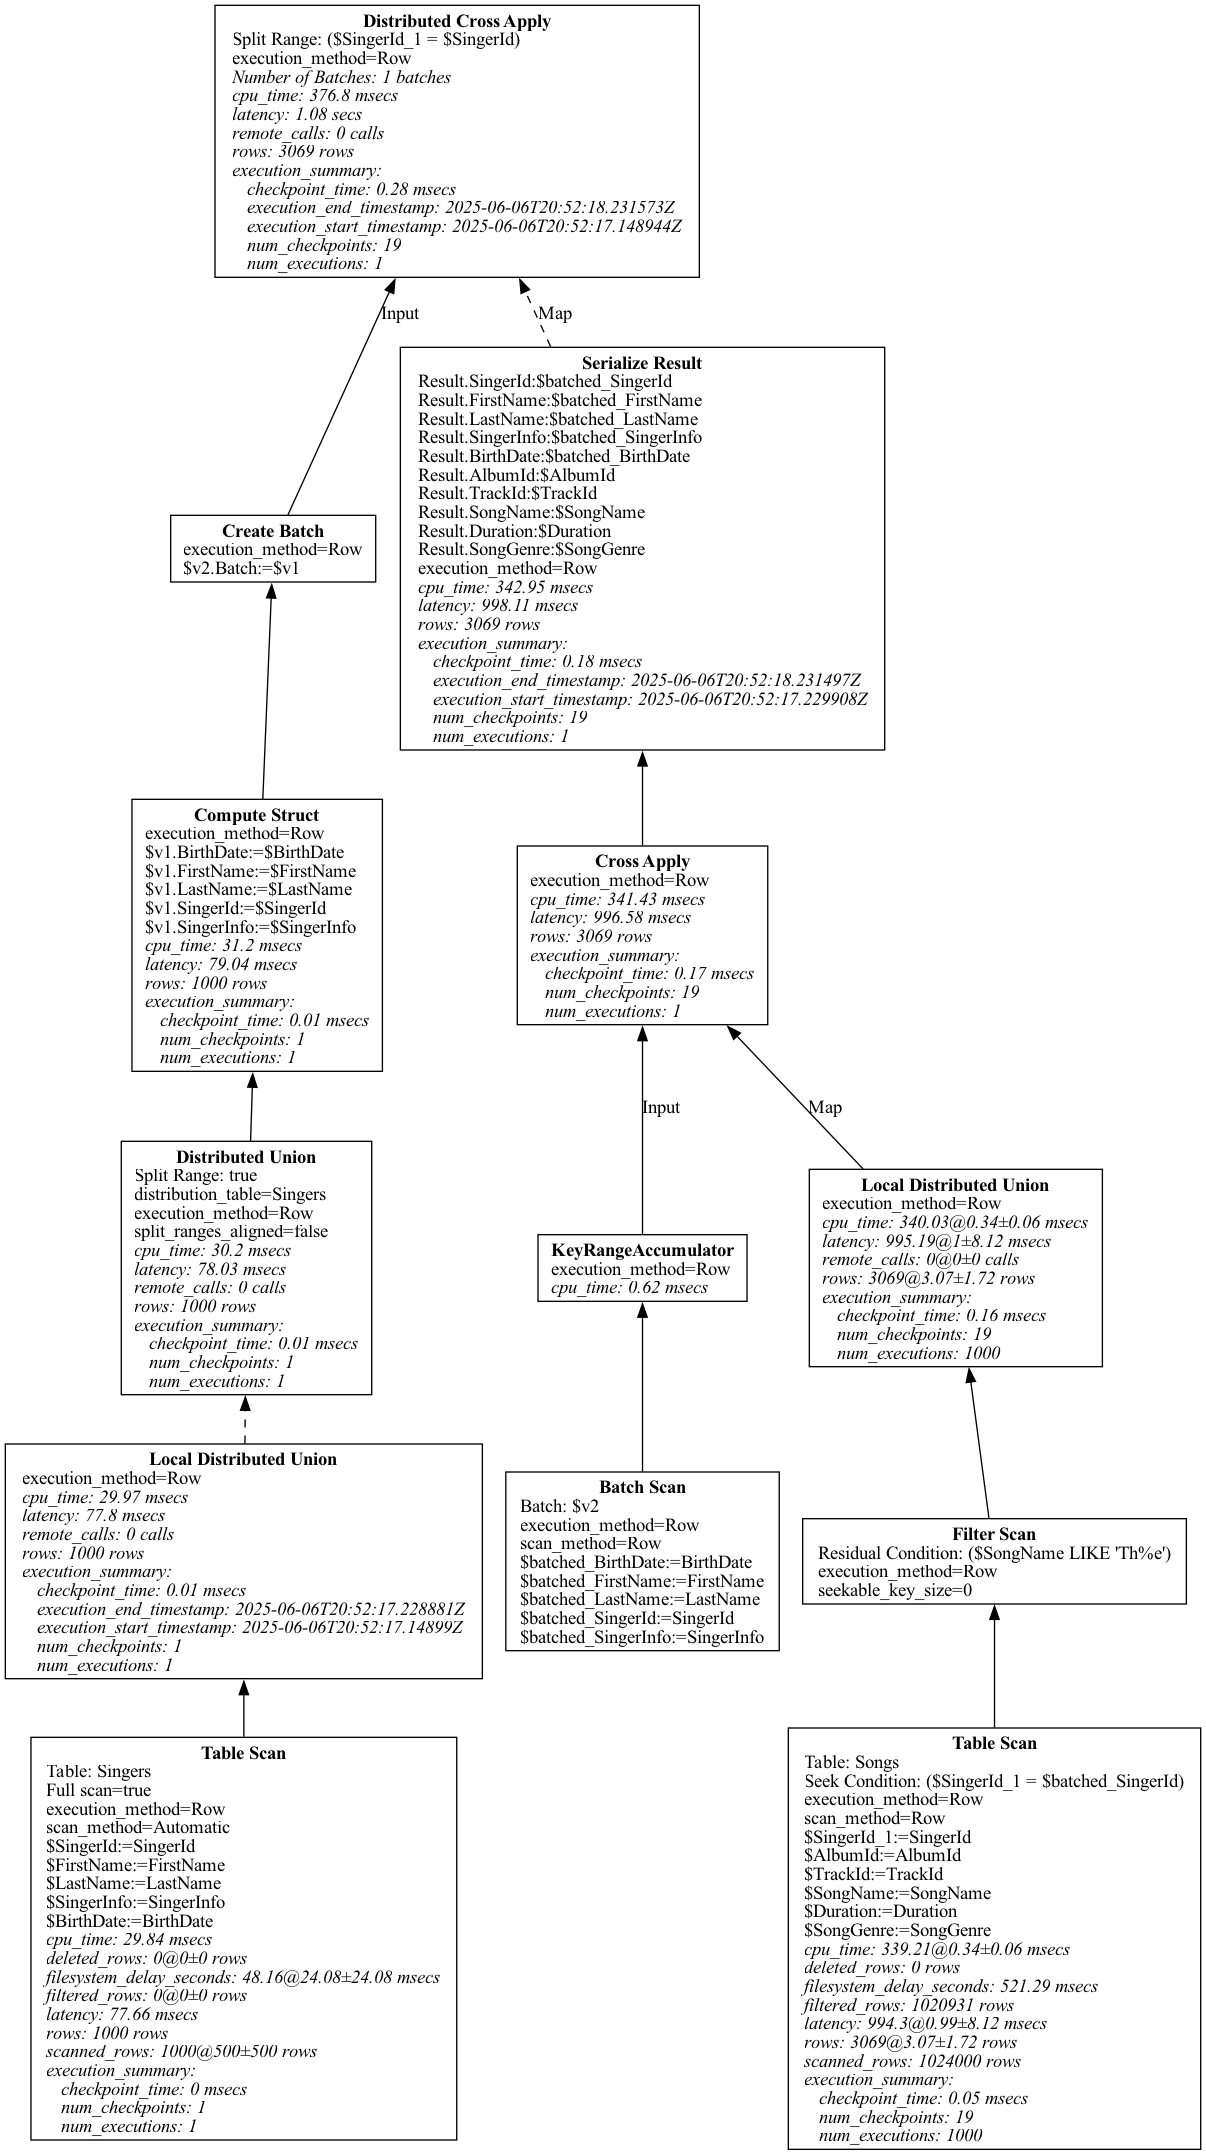 Distributed Cross Apply
Split Range: ($SingerId_1 = $SingerId)
execution_method=Row
Number of Batches: 1 batches
cpu_time: 376.8 msecs
latency: 1.08 secs
remote_calls: 0 calls
rows: 3069 rows
execution_summary:
checkpoint_time: 0.28 msecs
execution_end_timestamp: 2025-06-06T20:52:18.231573Z
execution_start_timestamp: 2025-06-06T20:52:17.148944Z
num_checkpoints: 19
num_executions: 1
Input
Map
Serialize Result
Result.SingerId:$batched_SingerId
Result.FirstName:$batched_FirstName
Result.LastName:$batched_LastName
Result.SingerInfo:$batched_SingerInfo
Result.BirthDate:$batched_BirthDate
Result.AlbumId:$AlbumId
Result.TrackId:$TrackId
Result.SongName:$SongName
Result.Duration:$Duration
Result.SongGenre:$SongGenre
execution_method=Row
cpu_time: 342.95 msecs
latency: 998.11 msecs
rows: 3069 rows
execution_summary:
checkpoint_time: 0.18 msecs
execution_end_timestamp: 2025-06-06T20:52:18.231497Z
execution_start_timestamp: 2025-06-06T20:52:17.229908Z
num_checkpoints: 19
num_executions: 1
Create Batch
execution_method=Row
$v2.Batch:=$v1
Compute Struct
execution_method=Row
$v1.BirthDate:=$BirthDate
$v1.FirstName:=$FirstName
$v1.LastName:=$LastName
$v1.SingerId:=$SingerId
$v1.SingerInfo:=$SingerInfo
cpu_time: 31.2 msecs
latency: 79.04 msecs
rows: 1000 rows
execution_summary:
checkpoint_time: 0.01 msecs
num_checkpoints: 1
num_executions: 1
Cross Apply
execution_method=Row
cpu_time: 341.43 msecs
latency: 996.58 msecs
rows: 3069 rows
execution_summary:
checkpoint_time: 0.17 msecs
num_checkpoints: 19
num_executions: 1
Input
Map
Distributed Union
Split Range: true
distribution_table=Singers
execution_method=Row
split_ranges_aligned=false
cpu_time: 30.2 msecs
latency: 78.03 msecs
remote_calls: 0 calls
rows: 1000 rows
execution_summary:
checkpoint_time: 0.01 msecs
num_checkpoints: 1
num_executions: 1
KeyRangeAccumulator
execution_method=Row
cpu_time: 0.62 msecs
Local Distributed Union
execution_method=Row
cpu_time: 340.03@0.34±0.06 msecs
latency: 995.19@1±8.12 msecs
remote_calls: 0@0±0 calls
rows: 3069@3.07±1.72 rows
execution_summary:
checkpoint_time: 0.16 msecs
num_checkpoints: 19
num_executions: 1000
Local Distributed Union
execution_method=Row
cpu_time: 29.97 msecs
latency: 77.8 msecs
remote_calls: 0 calls
rows: 1000 rows
execution_summary:
checkpoint_time: 0.01 msecs
execution_end_timestamp: 2025-06-06T20:52:17.228881Z
execution_start_timestamp: 2025-06-06T20:52:17.14899Z
num_checkpoints: 1
num_executions: 1
Batch Scan
Batch: $v2
execution_method=Row
scan_method=Row
$batched_BirthDate:=BirthDate
$batched_FirstName:=FirstName
$batched_LastName:=LastName
$batched_SingerId:=SingerId
$batched_SingerInfo:=SingerInfo
Filter Scan
Residual Condition: ($SongName LIKE 'Th%e')
execution_method=Row
seekable_key_size=0
Table Scan
Table: Singers
Full scan=true
execution_method=Row
scan_method=Automatic
$SingerId:=SingerId
$FirstName:=FirstName
$LastName:=LastName
$SingerInfo:=SingerInfo
$BirthDate:=BirthDate
cpu_time: 29.84 msecs
deleted_rows: 0@0±0 rows
filesystem_delay_seconds: 48.16@24.08±24.08 msecs
filtered_rows: 0@0±0 rows
latency: 77.66 msecs
rows: 1000 rows
scanned_rows: 1000@500±500 rows
execution_summary:
checkpoint_time: 0 msecs
num_checkpoints: 1
num_executions: 1
Table Scan
Table: Songs
Seek Condition: ($SingerId_1 = $batched_SingerId)
execution_method=Row
scan_method=Row
$SingerId_1:=SingerId
$AlbumId:=AlbumId
$TrackId:=TrackId
$SongName:=SongName
$Duration:=Duration
$SongGenre:=SongGenre
cpu_time: 339.21@0.34±0.06 msecs
deleted_rows: 0 rows
filesystem_delay_seconds: 521.29 msecs
filtered_rows: 1020931 rows
latency: 994.3@0.99±8.12 msecs
rows: 3069@3.07±1.72 rows
scanned_rows: 1024000 rows
execution_summary:
checkpoint_time: 0.05 msecs
num_checkpoints: 19
num_executions: 1000